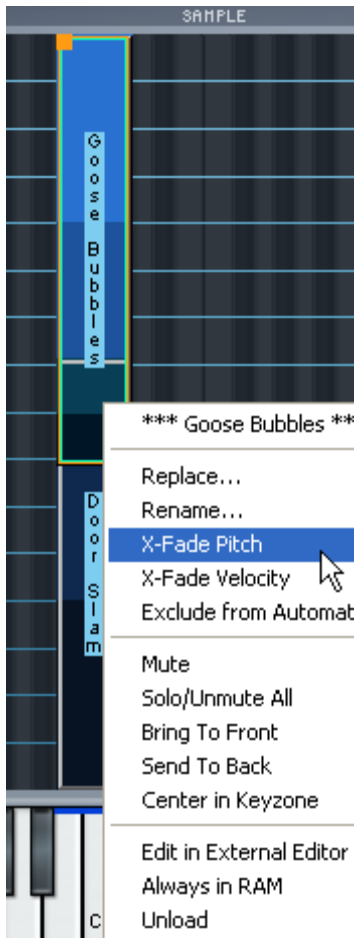 SAMPLE
Goose Bubbles
Door Slam
*** Goose Bubbles **
Replace...
Rename...
X-Fade Pitch
X-Fade Velocity
Exclude from Automat
Mute
Solo/Unmute All
Bring To Front
Send To Back
Center in Keyzone
Edit in External Editor
Always in RAM
Unload
C